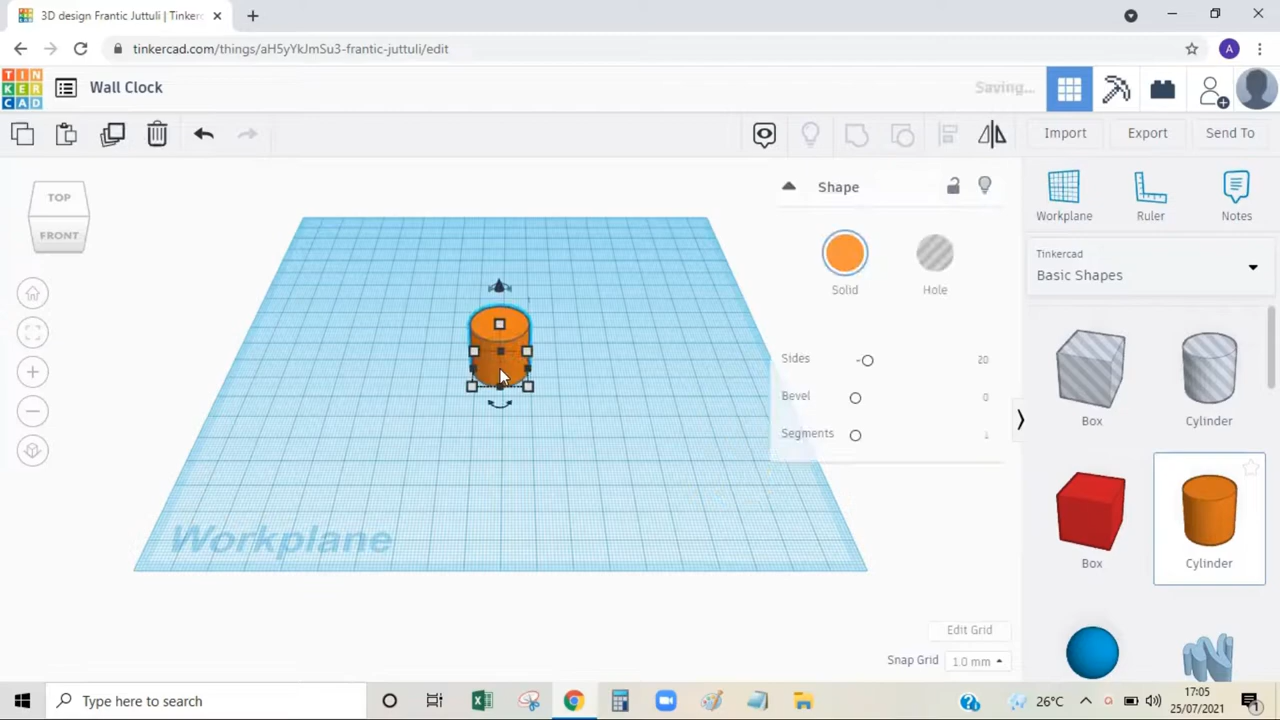 3D design Frantic Juttuli | Tinkerc
tinkercad.com/things/aH5yYkJmSu3-frantic-juttuli/edit
A
TIN
KER
CAD
Wall Clock
Saving...
Import
Export
Send To
TOP
FRONT
Shape
Workplane
Ruler
Notes
Solid
Hole
Tinkercad
Basic Shapes
Sides
20
Bevel
0
Segments
1
Box
Cylinder
Box
Cylinder
Workplane
Edit Grid
Snap Grid
1.0 mm
Type here to search
26°C
17:05
25/07/2021
1